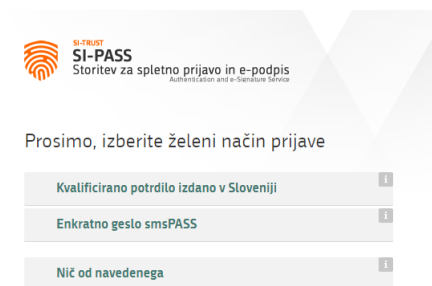 SI-TRUST
SI-PASS
Storitev za spletno prijavo in e-podpis
Authentication and e-Signature Service
Prosimo, izberite želeni način prijave
Kvalificirano potrdilo izdano v Sloveniji
i
Enkratno geslo smsPASS
i
Nič od navedenega
i